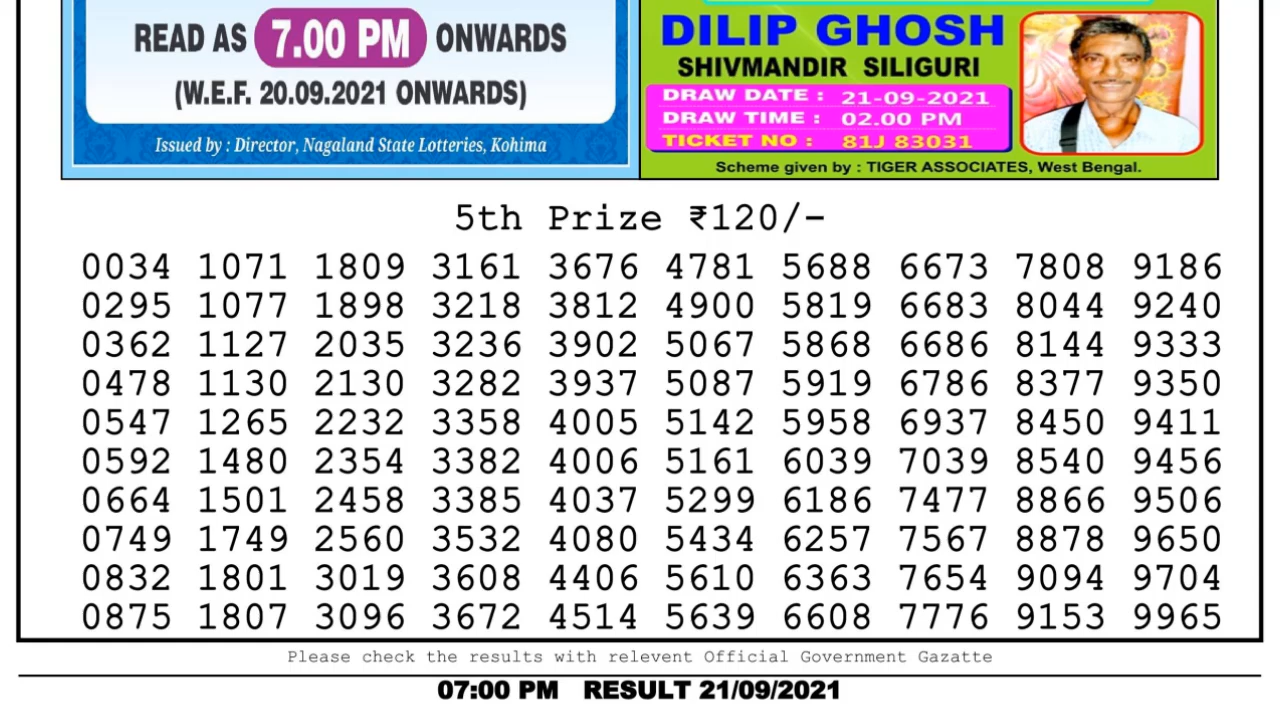 READ AS 7.00 PM ONWARDS
(W.E.F. 20.09.2021 ONWARDS)
Issued by : Director, Nagaland State Lotteries, Kohima
DILIP GHOSH
SHIVMANDIR SILIGURI
DRAW DATE : 21-09-2021
DRAW TIME : 02.00 PM
TICKET NO : 81J 83031
Scheme given by : TIGER ASSOCIATES, West Bengal.
5th Prize ₹120/-
0034 1071 1809 3161 3676 4781 5688 6673 7808 9186
0295 1077 1898 3218 3812 4900 5819 6683 8044 9240
0362 1127 2035 3236 3902 5067 5868 6686 8144 9333
0478 1130 2130 3282 3937 5087 5919 6786 8377 9350
0547 1265 2232 3358 4005 5142 5958 6937 8450 9411
0592 1480 2354 3382 4006 5161 6039 7039 8540 9456
0664 1501 2458 3385 4037 5299 6186 7477 8866 9506
0749 1749 2560 3532 4080 5434 6257 7567 8878 9650
0832 1801 3019 3608 4406 5610 6363 7654 9094 9704
0875 1807 3096 3672 4514 5639 6608 7776 9153 9965
Please check the results with relevent Official Government Gazatte
07:00 PM RESULT 21/09/2021